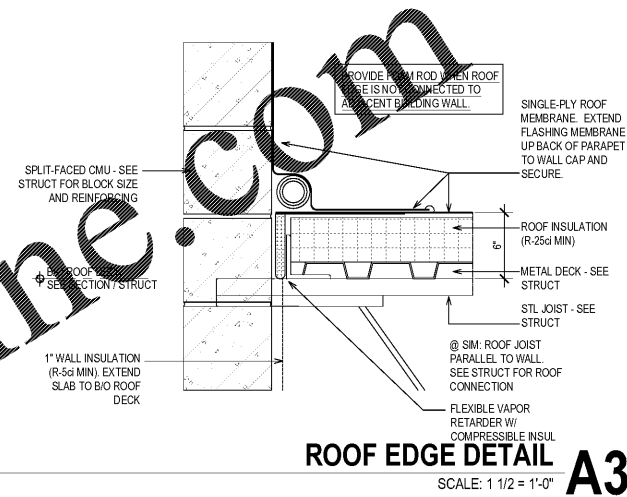 PROVIDE FOAM ROD WHEN ROOF
EDGE IS NOT CONNECTED TO
ADJACENT BUILDING WALL.
SINGLE-PLY ROOF
MEMBRANE. EXTEND
FLASHING MEMBRANE
UP BACK OF PARAPET
TO WALL CAP AND
SECURE.
SPLIT-FACED CMU - SEE
STRUCT FOR BLOCK SIZE
AND REINFORCING
ROOF INSULATION
(R-25ci MIN)
6"
METAL DECK - SEE
STRUCT
B/O ROOF DECK
SEE SECTION / STRUCT
STL JOIST - SEE
STRUCT
@ SIM: ROOF JOIST
PARALLEL TO WALL.
SEE STRUCT FOR ROOF
CONNECTION
1" WALL INSULATION
(R-5ci MIN). EXTEND
SLAB TO B/O ROOF
DECK
FLEXIBLE VAPOR
RETARDER W/
COMPRESSIBLE INSUL
ROOF EDGE DETAIL A3
SCALE: 1 1/2 = 1'-0"
ne.com